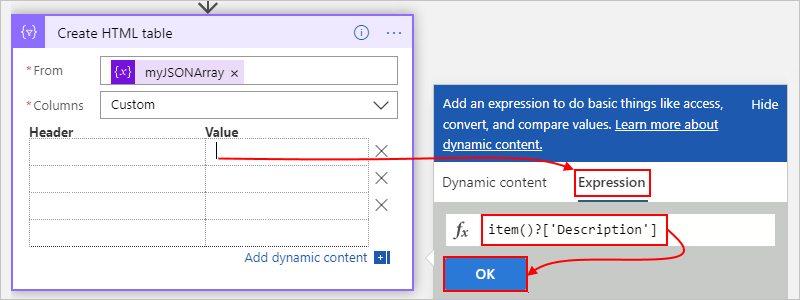 Create HTML table
* From
{x} myJSONArray ×
* Columns
Custom
Header Value
Add dynamic content
Add an expression to do basic things like access,
convert, and compare values. Learn more about
dynamic content.
Hide
Dynamic content
Expression
fx item()?['Description']
OK